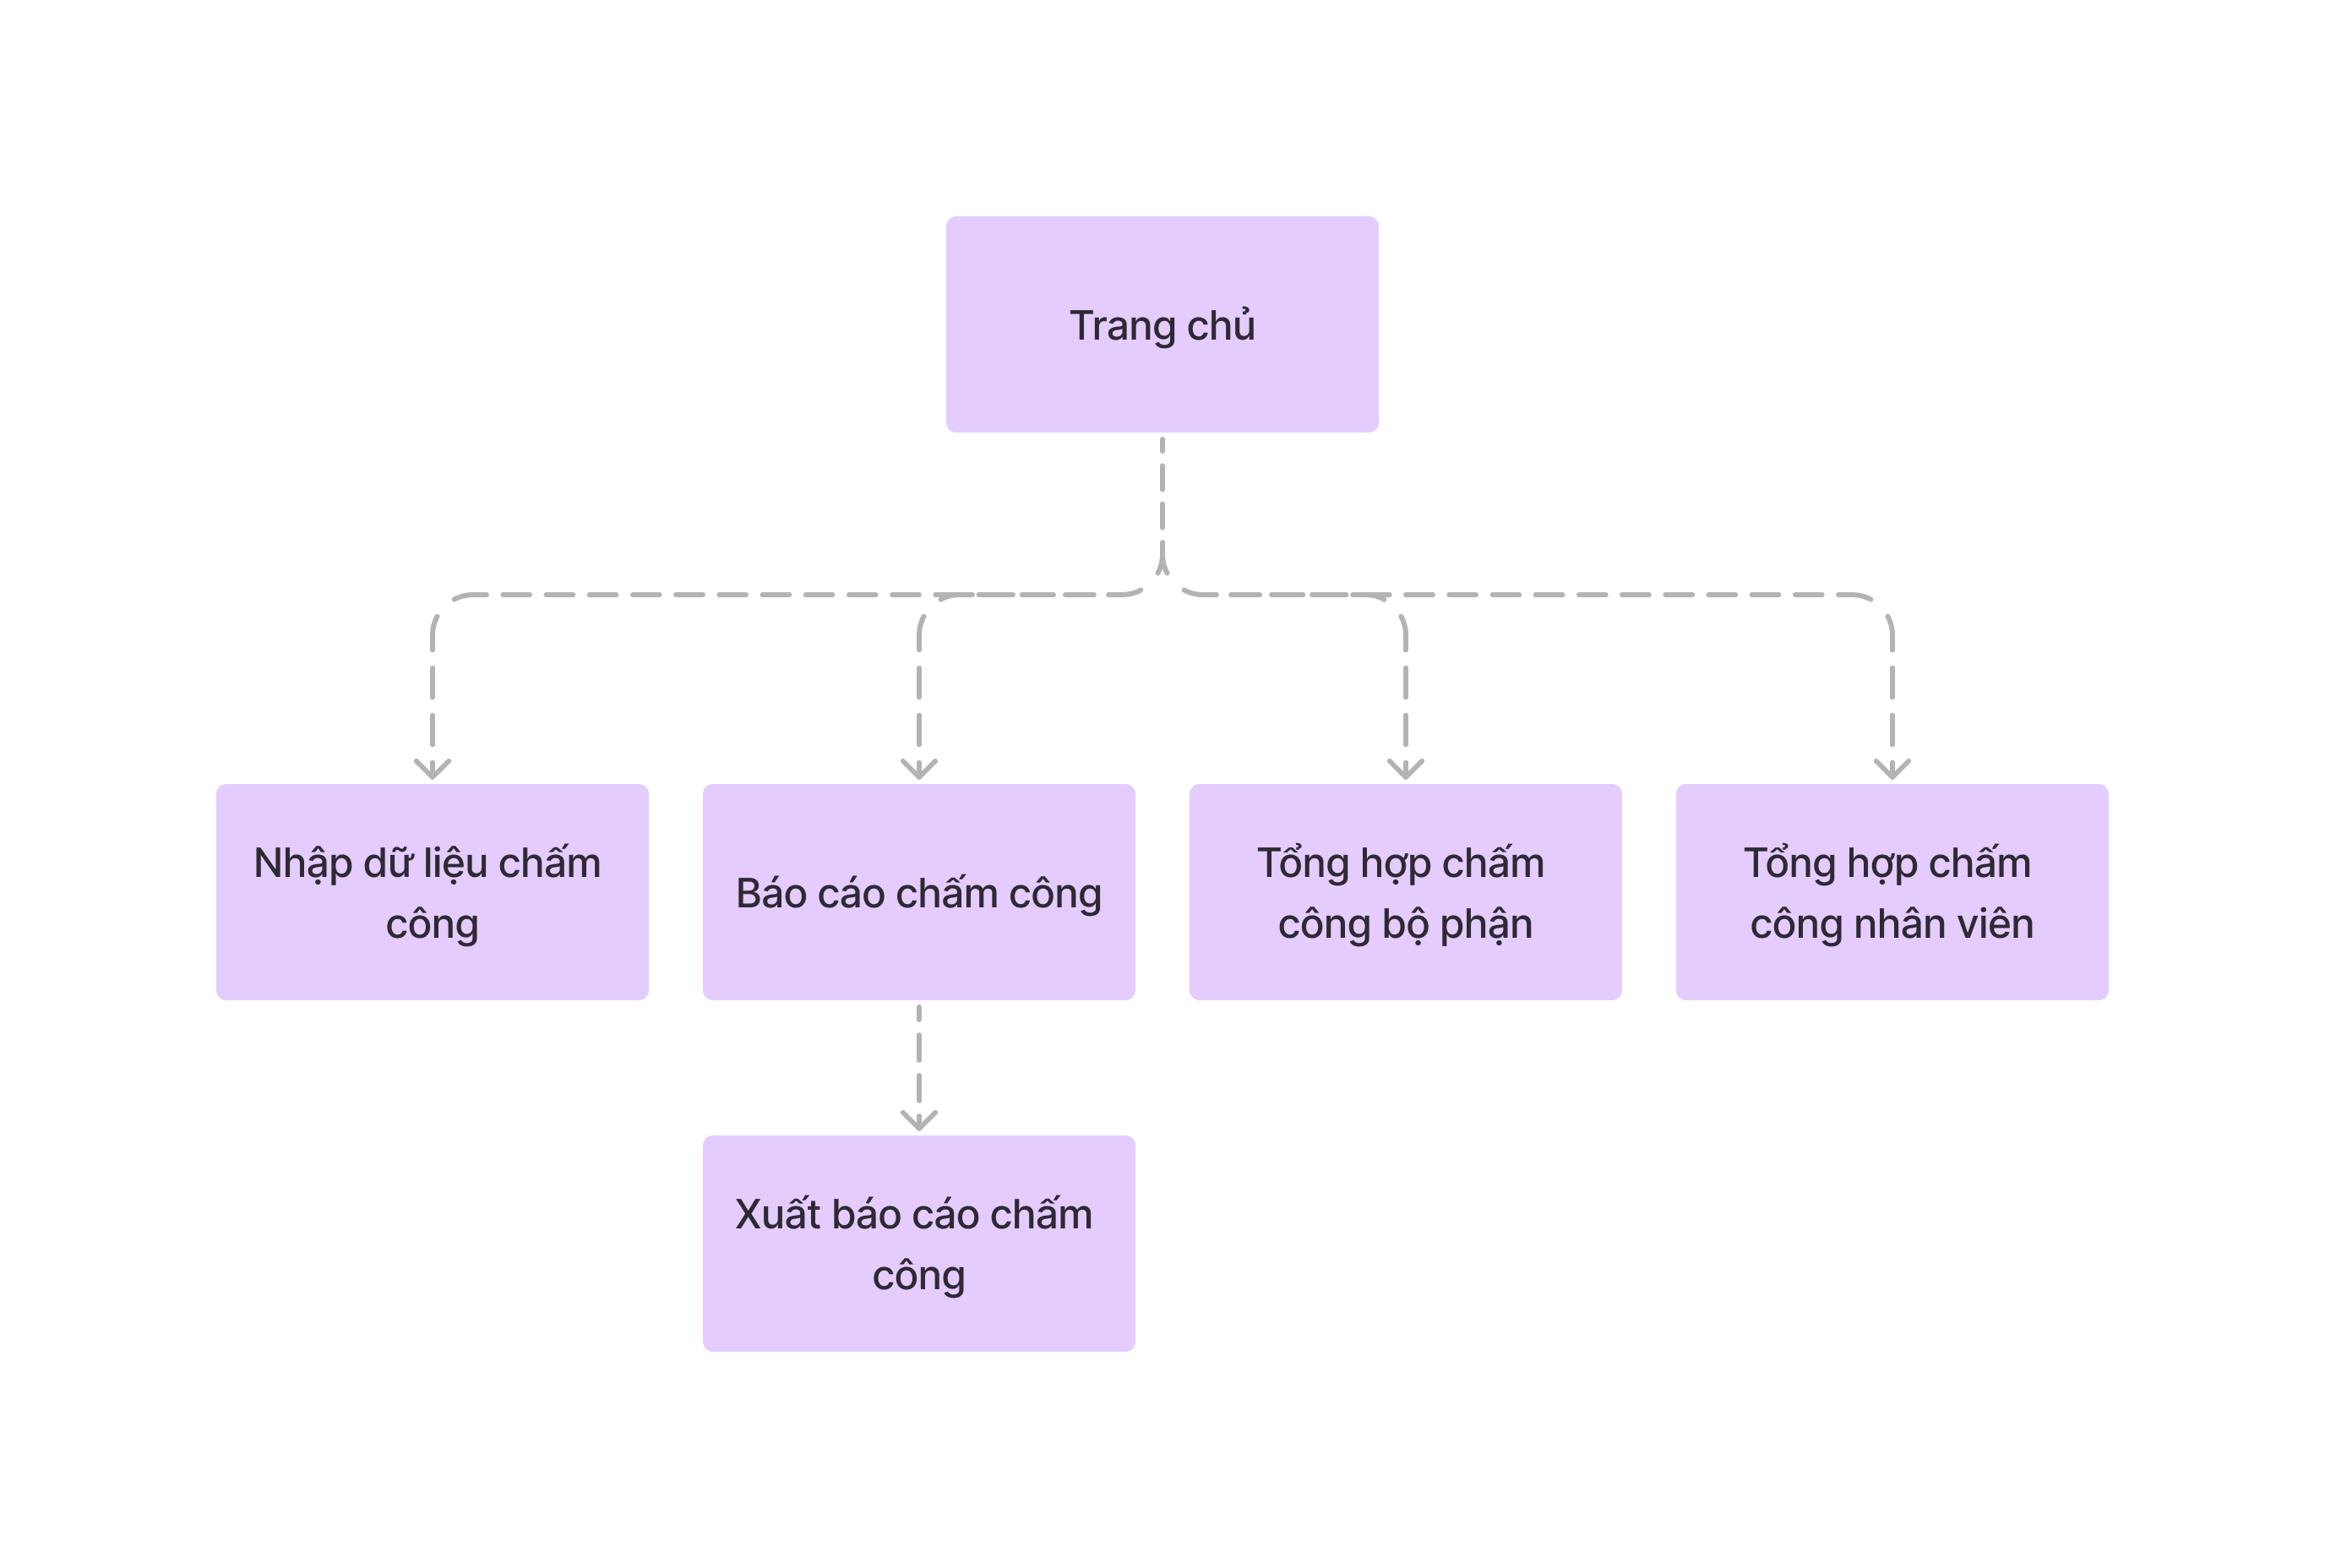 Trang chủ
Nhập dữ liệu chấm
công
Báo cáo chấm công
Tổng hợp chấm
công bộ phận
Tổng hợp chấm
công nhân viên
Xuất báo cáo chấm
công